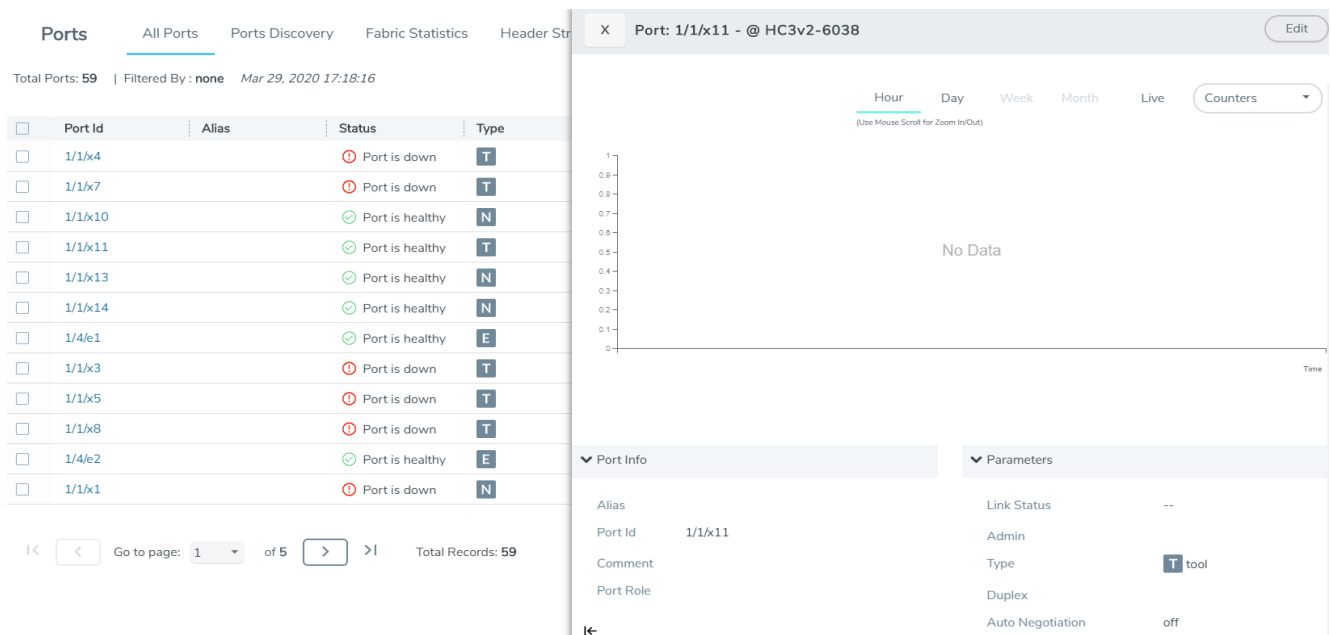 Ports All Ports Ports Discovery Fabric Statistics Header Str
Total Ports: 59 | Filtered By : none Mar 29, 2020 17:18:16
Port Id Alias Status Type
1/1/x4 Port is down T
1/1/x7 Port is down T
1/1/x10 Port is healthy N
1/1/x11 Port is healthy T
1/1/x13 Port is healthy N
1/1/x14 Port is healthy N
1/4/e1 Port is healthy E
1/1/x3 Port is down T
1/1/x5 Port is down T
1/1/x8 Port is down T
1/4/e2 Port is healthy E
1/1/x1 Port is down N
Go to page: 1 of 5 Total Records: 59
X Port: 1/1/x11 - @ HC3v2-6038 Edit
Hour Day Week Month Live Counters
(Use Mouse Scroll for Zoom In/Out)
1
0.9
0.8
0.7
0.6
0.5
0.4
0.3
0.2
0.1
0
No Data
Time
Port Info
Alias
Port Id 1/1/x11
Comment
Port Role
Parameters
Link Status --
Admin
Type T tool
Duplex
Auto Negotiation off